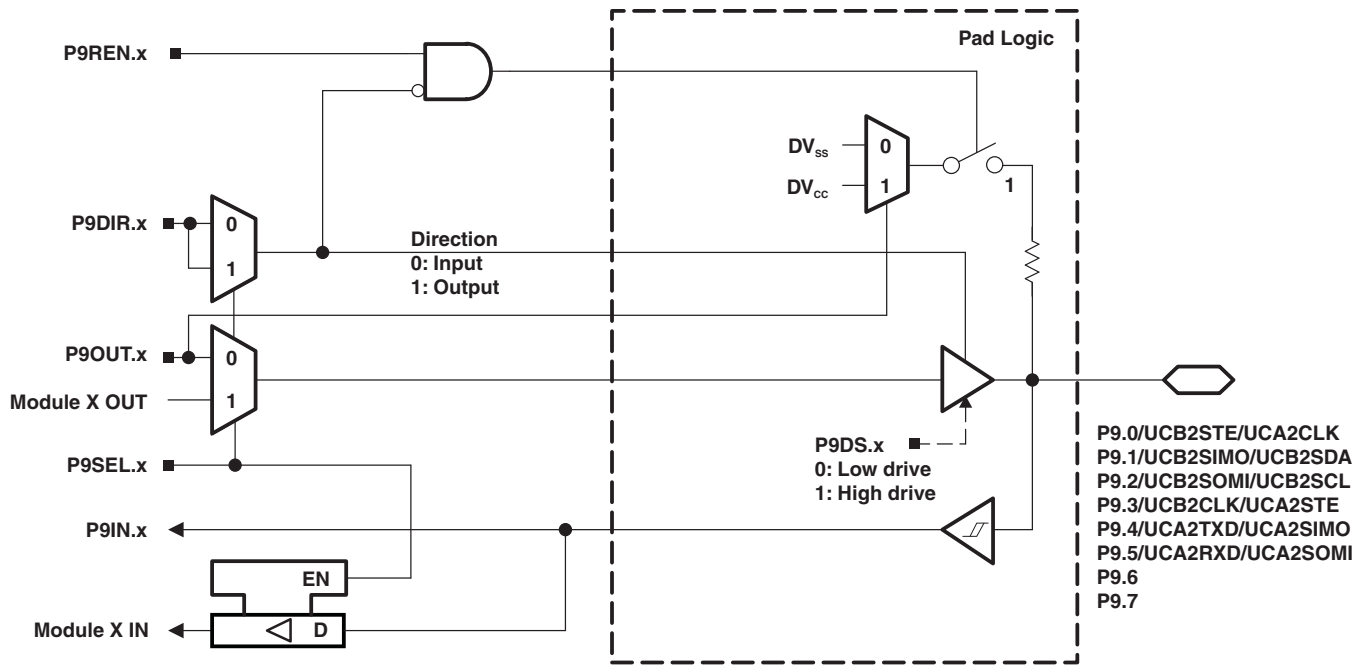 Pad Logic
P9REN.x
DVSS
0
DVCC
1
1
P9DIR.x
0
1
Direction
0: Input
1: Output
P9OUT.x
0
Module X OUT
1
P9DS.x
0: Low drive
1: High drive
P9SEL.x
P9IN.x
EN
Module X IN
D
P9.0/UCB2STE/UCA2CLK
P9.1/UCB2SIMO/UCB2SDA
P9.2/UCB2SOMI/UCB2SCL
P9.3/UCB2CLK/UCA2STE
P9.4/UCA2TXD/UCA2SIMO
P9.5/UCA2RXD/UCA2SOMI
P9.6
P9.7